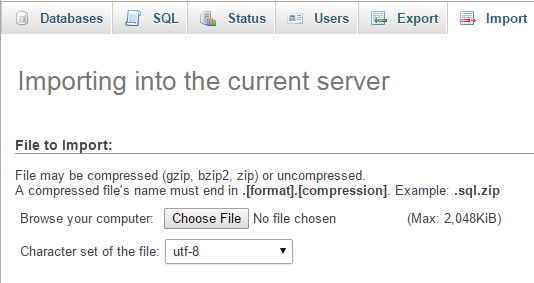 Databases SQL Status Users Export Import
Importing into the current server
File to Import:
File may be compressed (gzip, bzip2, zip) or uncompressed.
A compressed file's name must end in .[format].[compression]. Example: .sql.zip
Browse your computer: Choose File No file chosen (Max: 2,048KiB)
Character set of the file: utf-8